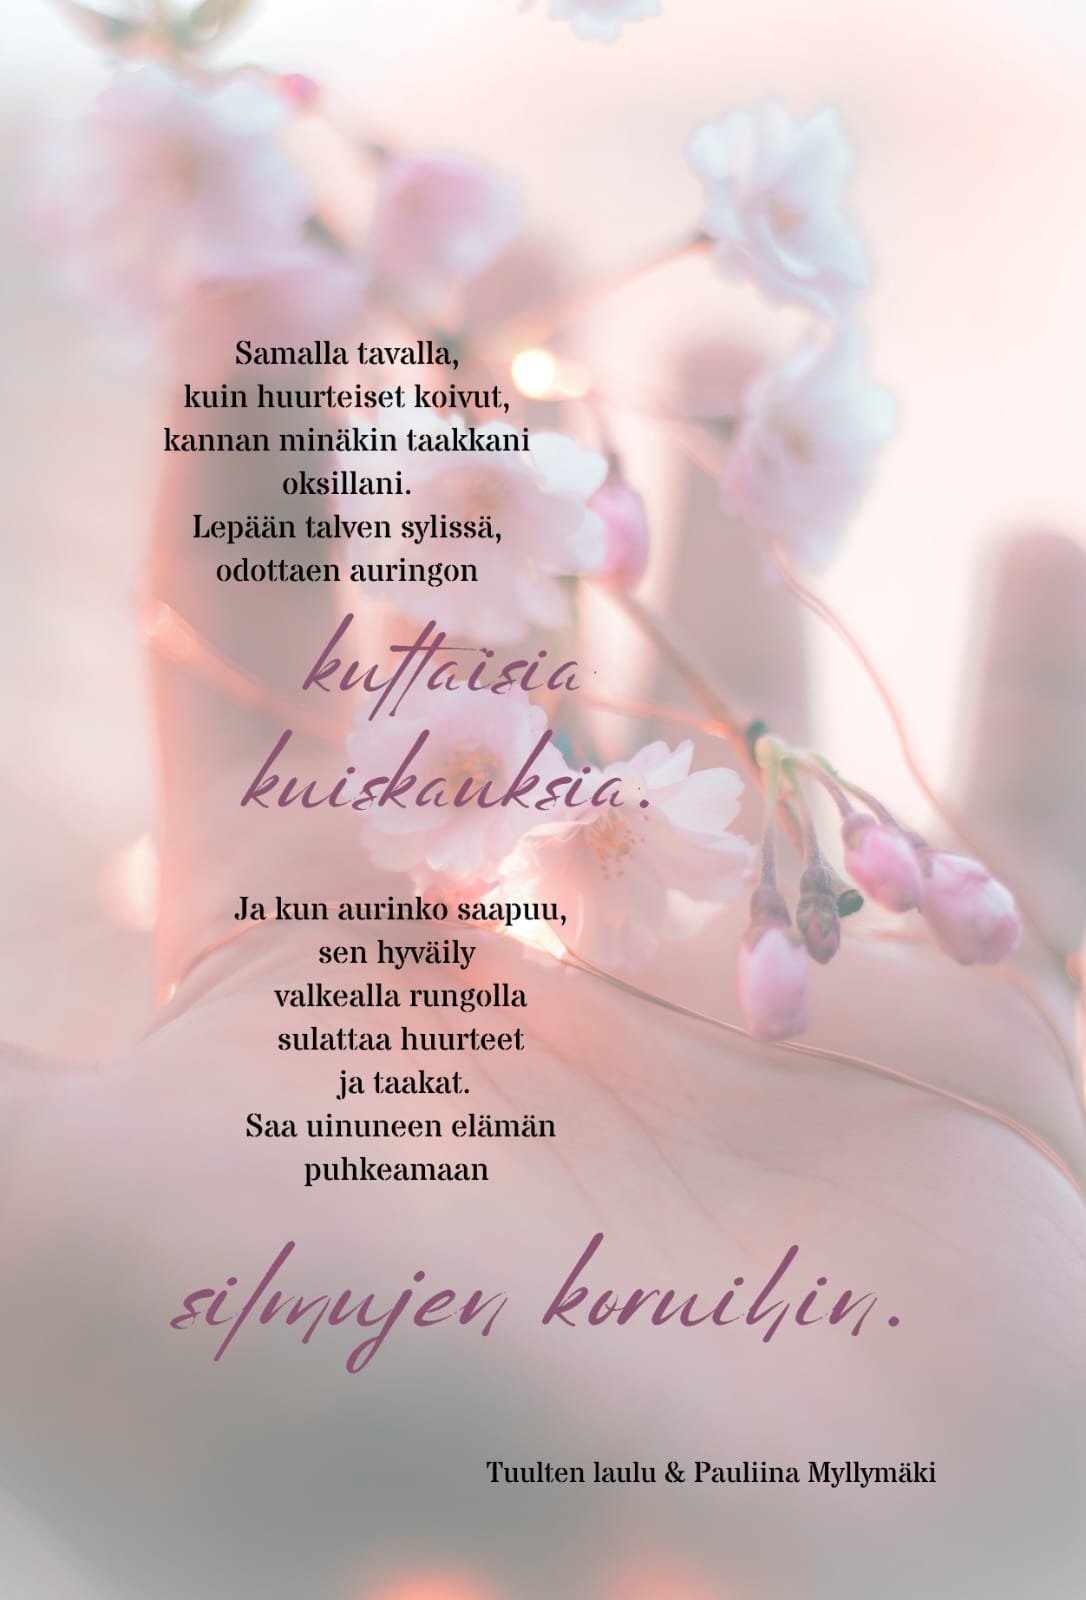 Samalla tavalla,
kuin huurteiset koivut,
kannan minäkin taakkani
oksillani.
Lepään talven sylissä,
odottaen auringon
kuttaisia
kuiskauksia.
Ja kun aurinko saapuu,
sen hyväily
valkealla rungolla
sulattaa huurteet
ja taakat.
Saa uinuneen elämän
puhkeamaan
silmujen koruihin.
Tuulten laulu & Pauliina Myllymäki